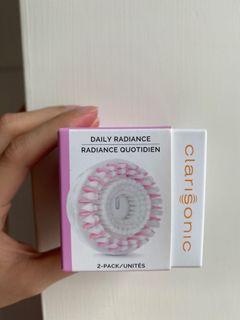 DAILY RADIANCE
RADIANCE QUOTIDIEN
2-PACK/UNITÉS
clarisonic